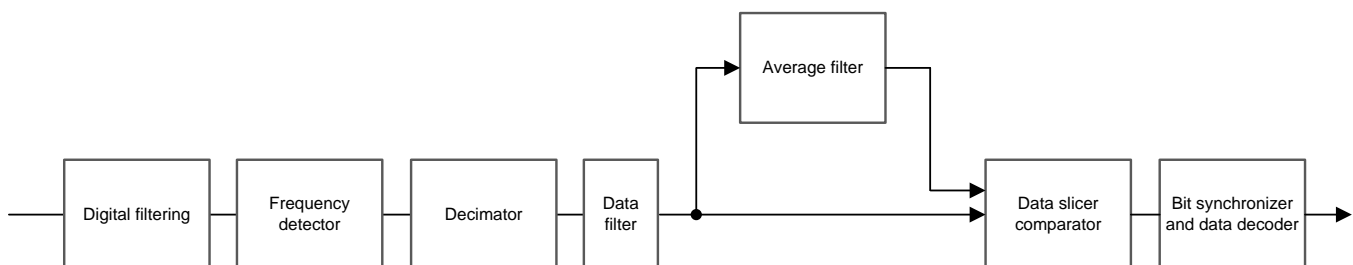 Average filter
Digital filtering
Frequency
detector
Decimator
Data
filter
Data slicer
comparator
Bit synchronizer
and data decoder